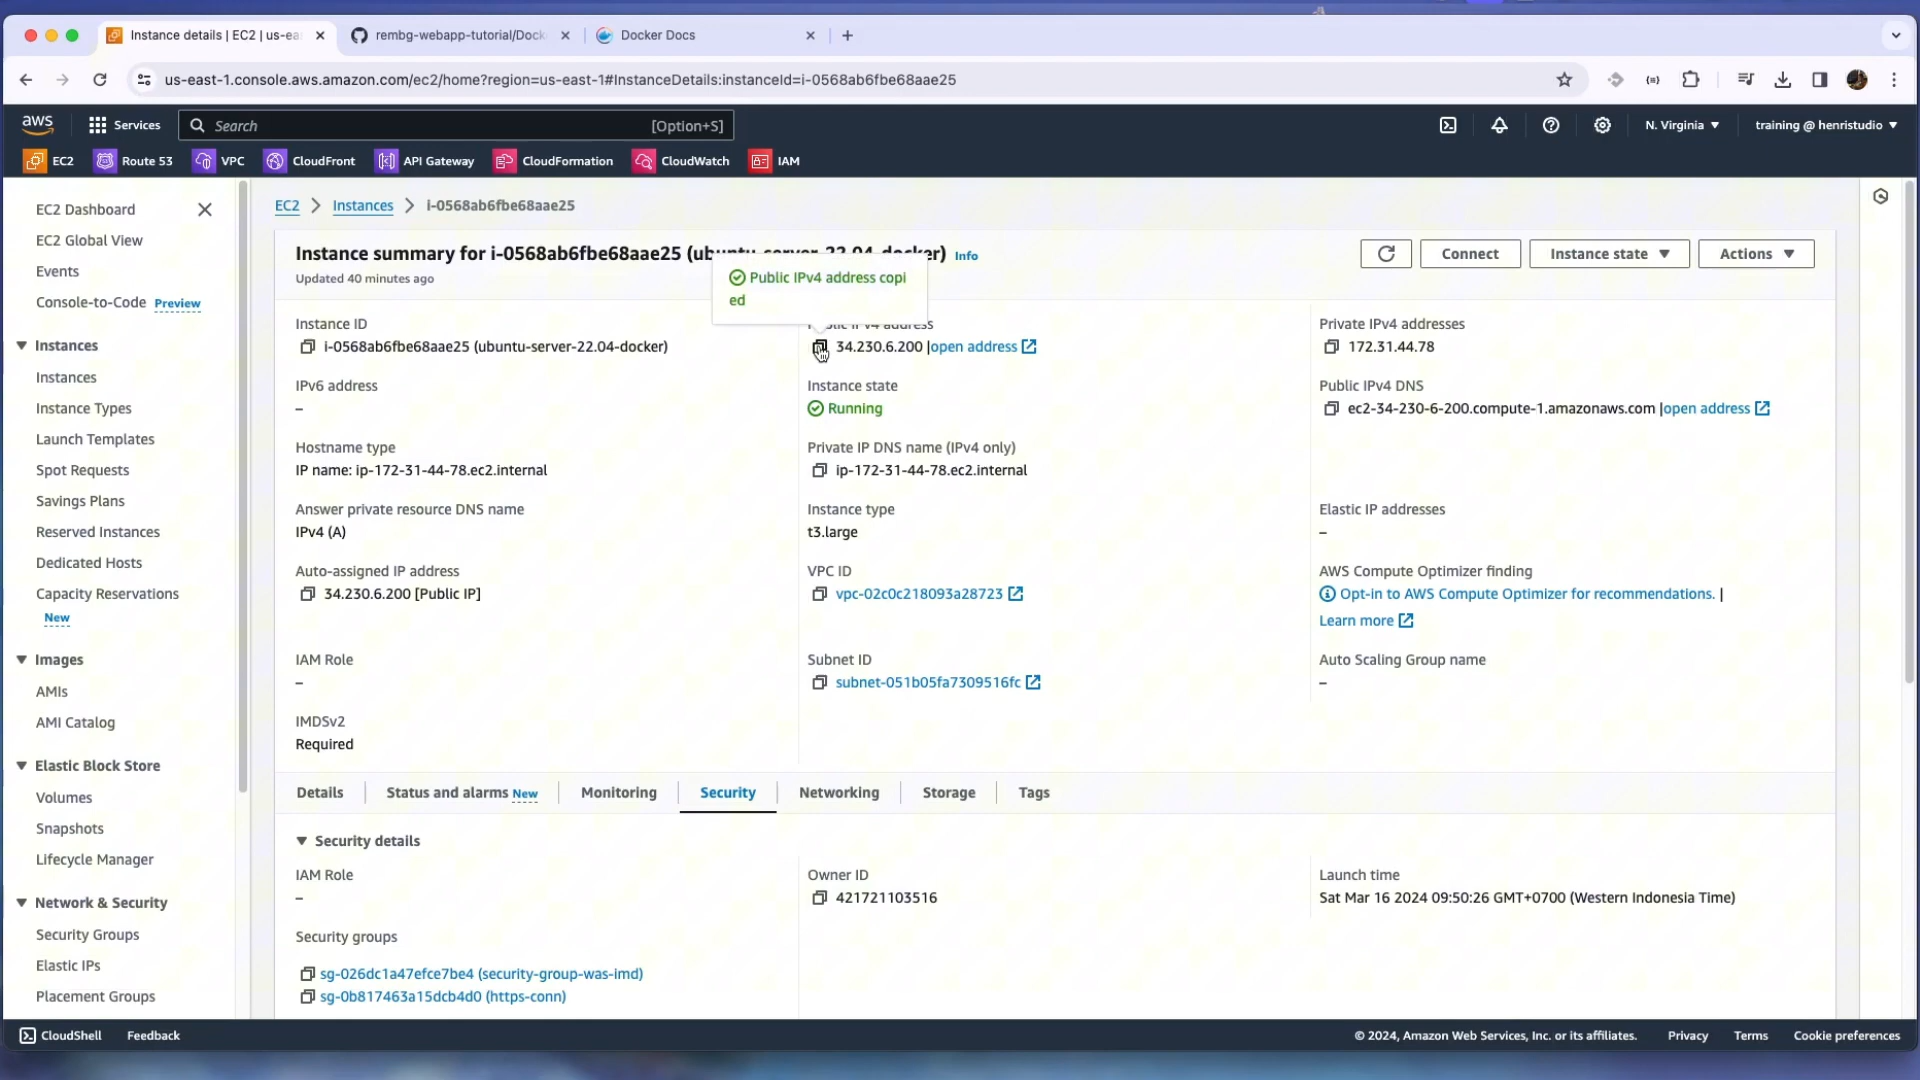 Instance details | EC2 | us-ea
rembg-webapp-tutorial/Dock
Docker Docs
us-east-1.console.aws.amazon.com/ec2/home?region=us-east-1#InstanceDetails:instanceId=i-0568ab6fbe68aae25
aws
Services
Search
[Option+S]
N. Virginia
training @ henristudio
EC2
Route 53
VPC
CloudFront
API Gateway
CloudFormation
CloudWatch
IAM
EC2 Dashboard
EC2 Global View
Events
Console-to-Code Preview
Instances
Instances
Instance Types
Launch Templates
Spot Requests
Savings Plans
Reserved Instances
Dedicated Hosts
Capacity Reservations
New
Images
AMIs
AMI Catalog
Elastic Block Store
Volumes
Snapshots
Lifecycle Manager
Network & Security
Security Groups
Elastic IPs
Placement Groups
EC2 > Instances > i-0568ab6fbe68aae25
Instance summary for i-0568ab6fbe68aae25 (ubuntu-server-22.04-docker) Info
Updated 40 minutes ago
Connect
Instance state
Actions
Public IPv4 address copi
ed
Instance ID
i-0568ab6fbe68aae25 (ubuntu-server-22.04-docker)
Public IPv4 address
34.230.6.200 |open address
Private IPv4 addresses
172.31.44.78
IPv6 address
–
Instance state
Running
Public IPv4 DNS
ec2-34-230-6-200.compute-1.amazonaws.com |open address
Hostname type
IP name: ip-172-31-44-78.ec2.internal
Private IP DNS name (IPv4 only)
ip-172-31-44-78.ec2.internal
Answer private resource DNS name
IPv4 (A)
Instance type
t3.large
Elastic IP addresses
–
Auto-assigned IP address
34.230.6.200 [Public IP]
VPC ID
vpc-02c0c218093a28723
AWS Compute Optimizer finding
Opt-in to AWS Compute Optimizer for recommendations. |
Learn more
IAM Role
–
Subnet ID
subnet-051b05fa7309516fc
Auto Scaling Group name
–
IMDSv2
Required
Details
Status and alarms New
Monitoring
Security
Networking
Storage
Tags
Security details
IAM Role
–
Owner ID
421721103516
Launch time
Sat Mar 16 2024 09:50:26 GMT+0700 (Western Indonesia Time)
Security groups
sg-026dc1a47efce7be4 (security-group-was-imd)
sg-0b817463a15dcb4d0 (https-conn)
CloudShell
Feedback
© 2024, Amazon Web Services, Inc. or its affiliates.
Privacy
Terms
Cookie preferences